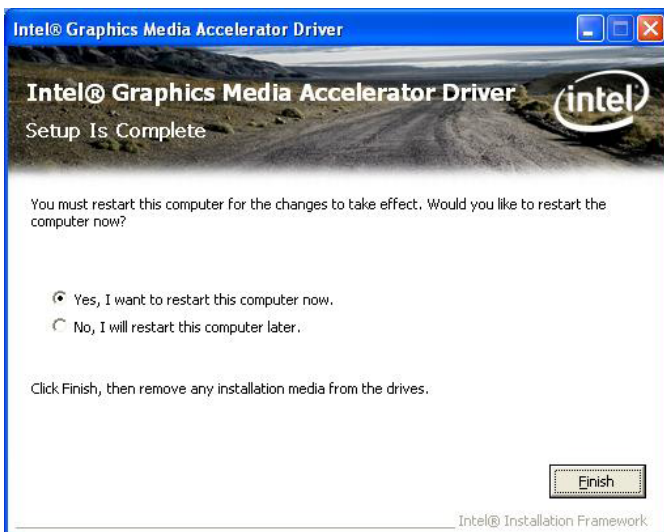 Intel® Graphics Media Accelerator Driver
Intel® Graphics Media Accelerator Driver
intel
Setup Is Complete
You must restart this computer for the changes to take effect. Would you like to restart the
computer now?
Yes, I want to restart this computer now.
No, I will restart this computer later.
Click Finish, then remove any installation media from the drives.
Finish
Intel® Installation Framework